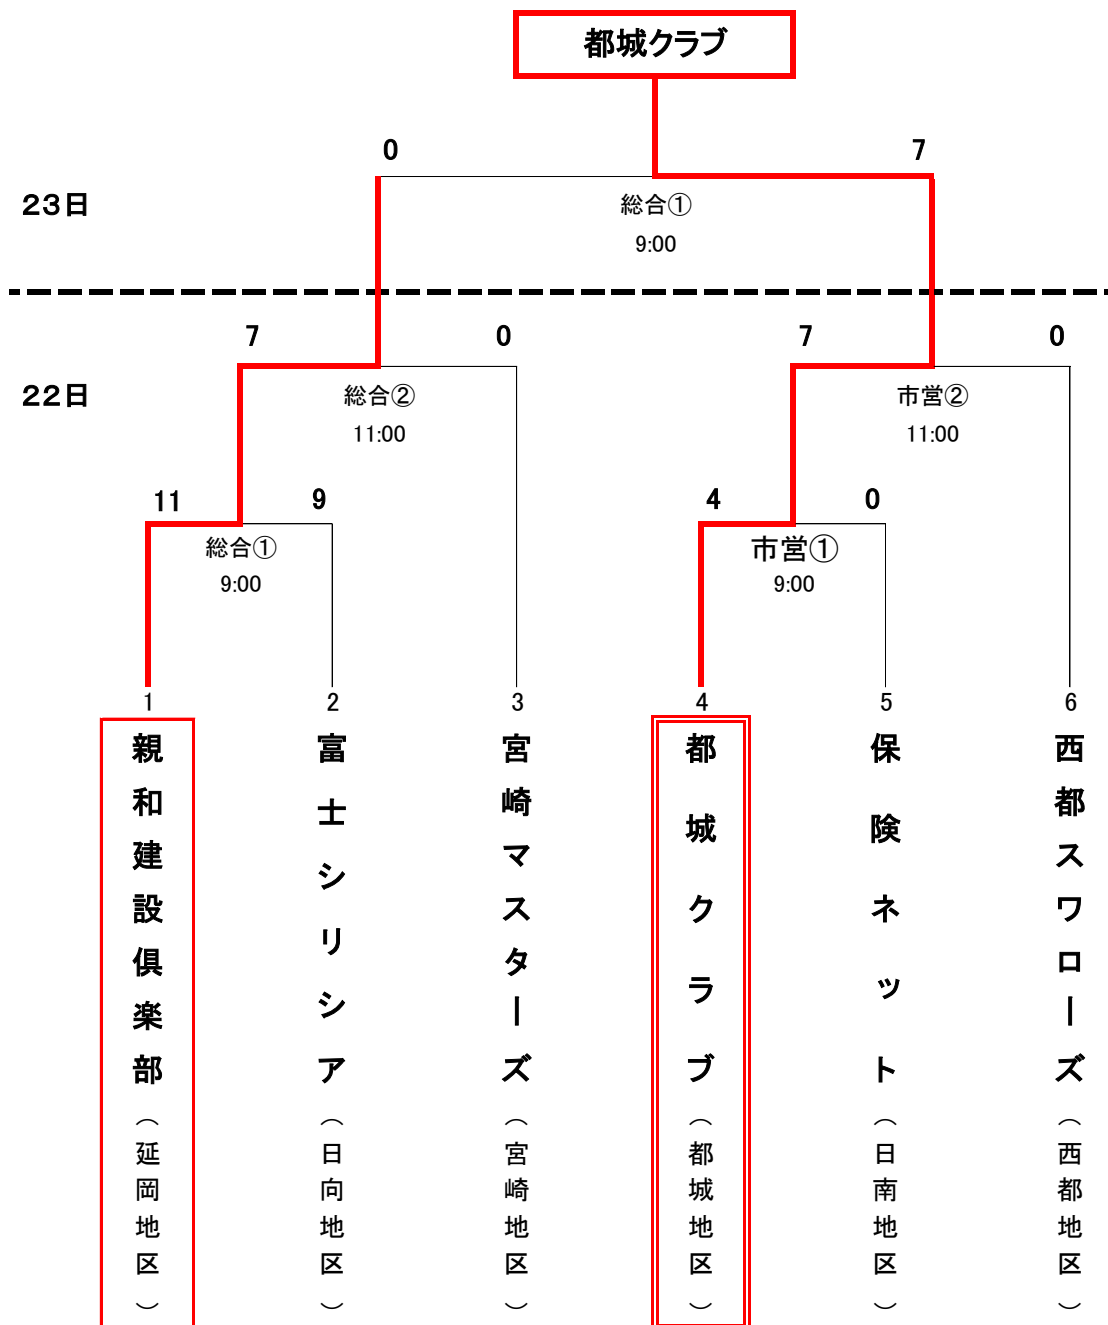 都城クラブ
0
7
23日
総合①
9:00
7
0
7
0
22日
総合②
11:00
市営②
11:00
11
9
4
0
総合①
9:00
市営①
9:00
1
2
3
4
5
6
親和建設倶楽部（延岡地区）
富士シリシア（日向地区）
宮崎マスターズ（宮崎地区）
都城クラブ（都城地区）
保険ネット（日南地区）
西都スワローズ（西都地区）